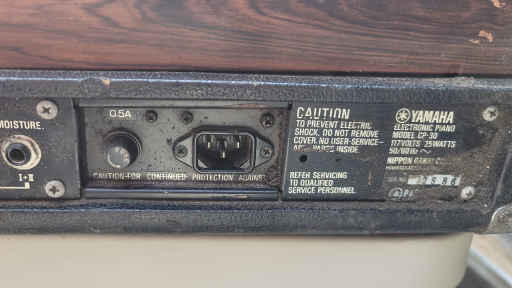 MOISTURE
I+II
0.5A
CAUTION-FOR CONTINUED PROTECTION AGAINST
CAUTION
TO PREVENT ELECTRIC
SHOCK, DO NOT REMOVE
COVER. NO USER-SERVICE-
PARTS INSIDE.
REFER SERVICING
TO QUALIFIED
SERVICE PERSONNEL
YAMAHA
ELECTRONIC PIANO
MODEL CP-30
117VOLTS 25WATTS
50/60Hz
NIPPON GAKKI